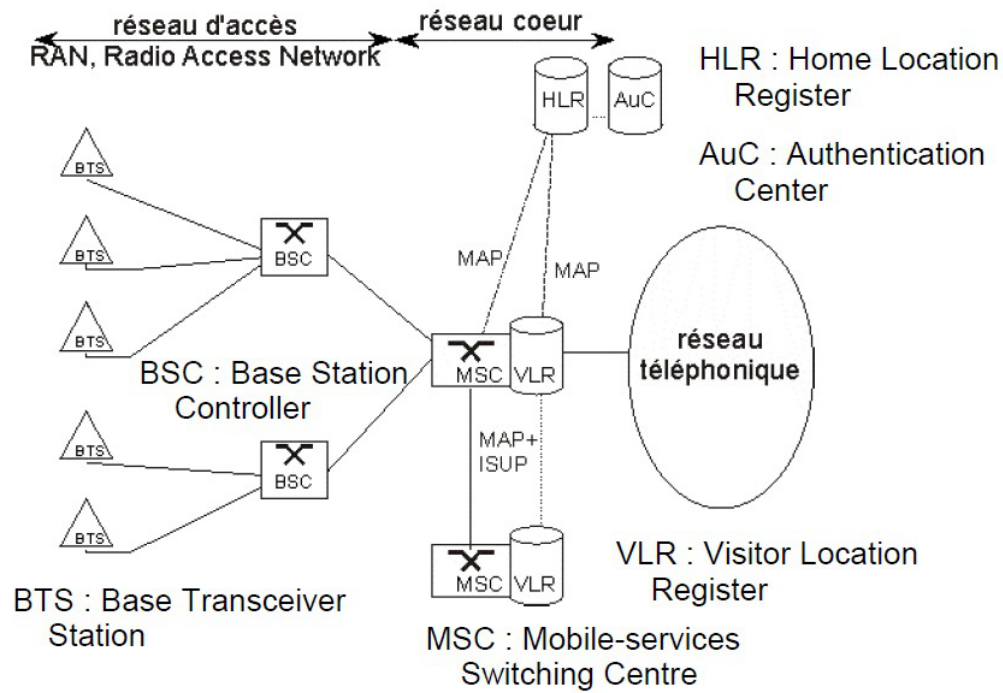 réseau d'accès
réseau coeur
RAN, Radio Access Network
HLR
AuC
HLR : Home Location
Register
AuC : Authentication
Center
BTS
BTS
BTS
BSC
MAP
MAP
réseau
téléphonique
MSC
VLR
BSC : Base Station
Controller
MAP+
ISUP
BTS
BTS
BSC
MSC
VLR
VLR : Visitor Location
Register
BTS : Base Transceiver
Station
MSC : Mobile-services
Switching Centre